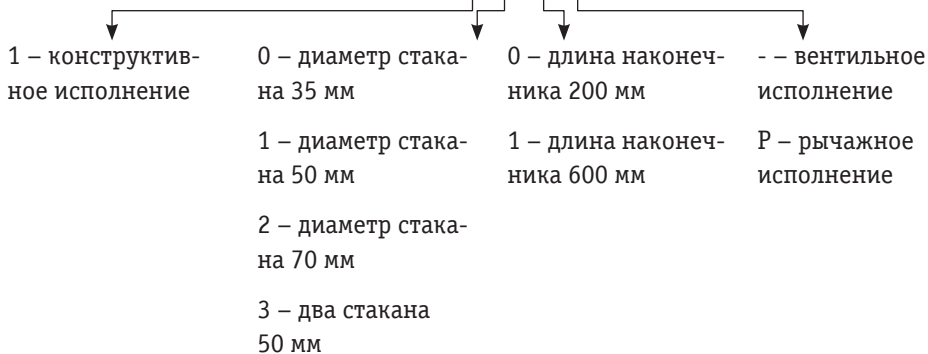 1 – конструктив-
ное исполнение
0 – диаметр стака-
на 35 мм
1 – диаметр стака-
на 50 мм
2 – диаметр стака-
на 70 мм
3 – два стакана
50 мм
0 – длина наконеч-
ника 200 мм
1 – длина наконеч-
ника 600 мм
- – вентильное
исполнение
Р – рычажное
исполнение